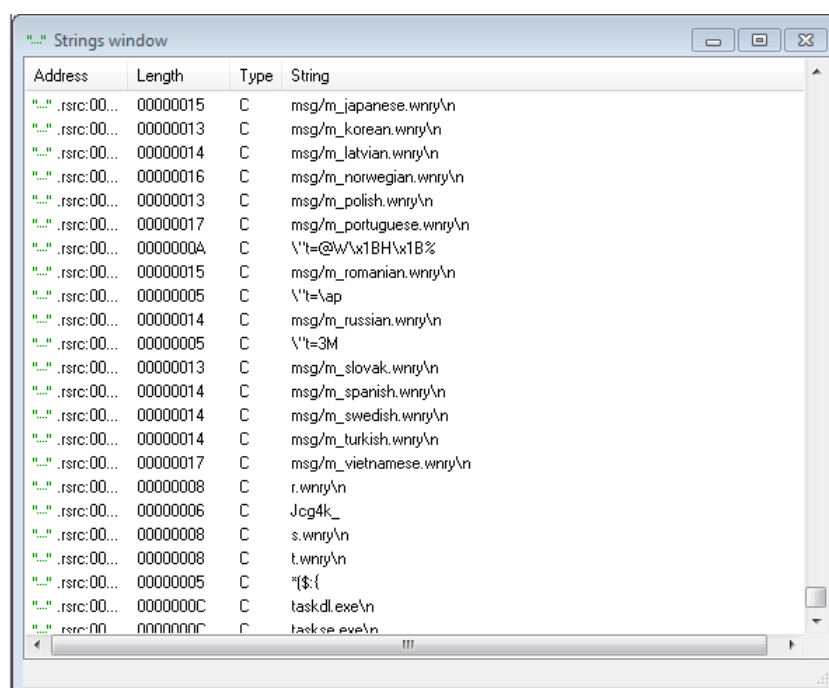 "..." Strings window
Address Length Type String
"..." .rsrc:00... 00000015 C msg/m_japanese.wnry\n
"..." .rsrc:00... 00000013 C msg/m_korean.wnry\n
"..." .rsrc:00... 00000014 C msg/m_latvian.wnry\n
"..." .rsrc:00... 00000016 C msg/m_norwegian.wnry\n
"..." .rsrc:00... 00000013 C msg/m_polish.wnry\n
"..." .rsrc:00... 00000017 C msg/m_portuguese.wnry\n
"..." .rsrc:00... 0000000A C \"t=@W\x1BH\x1B%
"..." .rsrc:00... 00000015 C msg/m_romanian.wnry\n
"..." .rsrc:00... 00000005 C \"t=\ap
"..." .rsrc:00... 00000014 C msg/m_russian.wnry\n
"..." .rsrc:00... 00000005 C \"t=3M
"..." .rsrc:00... 00000013 C msg/m_slovak.wnry\n
"..." .rsrc:00... 00000014 C msg/m_spanish.wnry\n
"..." .rsrc:00... 00000014 C msg/m_swedish.wnry\n
"..." .rsrc:00... 00000014 C msg/m_turkish.wnry\n
"..." .rsrc:00... 00000017 C msg/m_vietnamese.wnry\n
"..." .rsrc:00... 00000008 C r.wnry\n
"..." .rsrc:00... 00000006 C Jcg4k_
"..." .rsrc:00... 00000008 C s.wnry\n
"..." .rsrc:00... 00000008 C t.wnry\n
"..." .rsrc:00... 00000005 C *($:{
"..." .rsrc:00... 0000000C C taskdl.exe\n
"..." .rsrc:00... 0000000C C taskse.exe\n